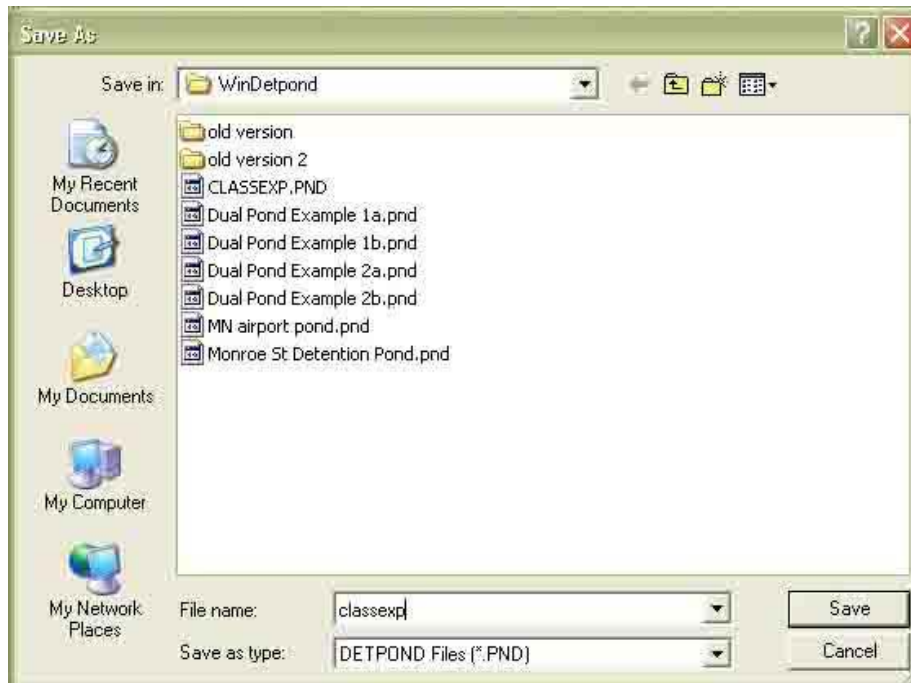 Save As
Save in: WinDetpond
My Recent
Documents
Desktop
My Documents
My Computer
My Network
Places
old version
old version 2
CLASSEXP.PND
Dual Pond Example 1a.pnd
Dual Pond Example 1b.pnd
Dual Pond Example 2a.pnd
Dual Pond Example 2b.pnd
MN airport pond.pnd
Monroe St Detention Pond.pnd
File name: classexp Save
Save as type: DETPOND Files (*.PND) Cancel